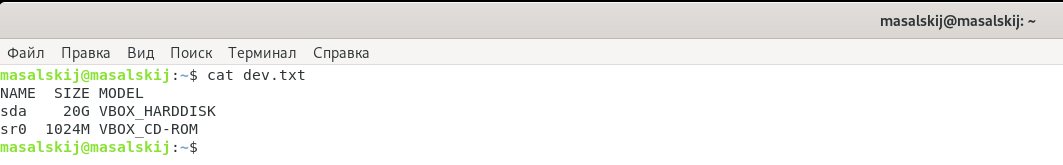 masalskij@masalskij: ~
Файл Правка Вид Поиск Терминал Справка
masalskij@masalskij:~$ cat dev.txt
NAME  SIZE MODEL
sda    20G VBOX_HARDDISK
sr0  1024M VBOX_CD-ROM
masalskij@masalskij:~$